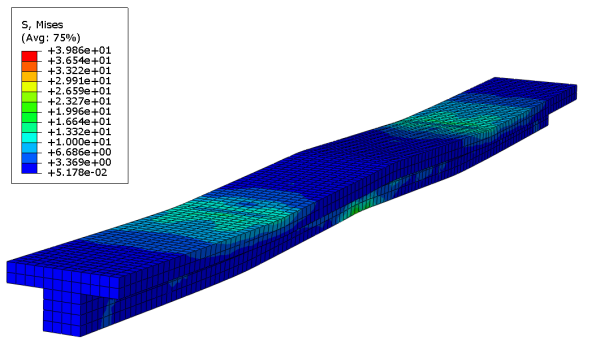 S, Mises
(Avg: 75%)
+3.986e+01
+3.654e+01
+3.322e+01
+2.991e+01
+2.659e+01
+2.327e+01
+1.996e+01
+1.664e+01
+1.332e+01
+1.000e+01
+6.686e+00
+3.369e+00
+5.178e-02